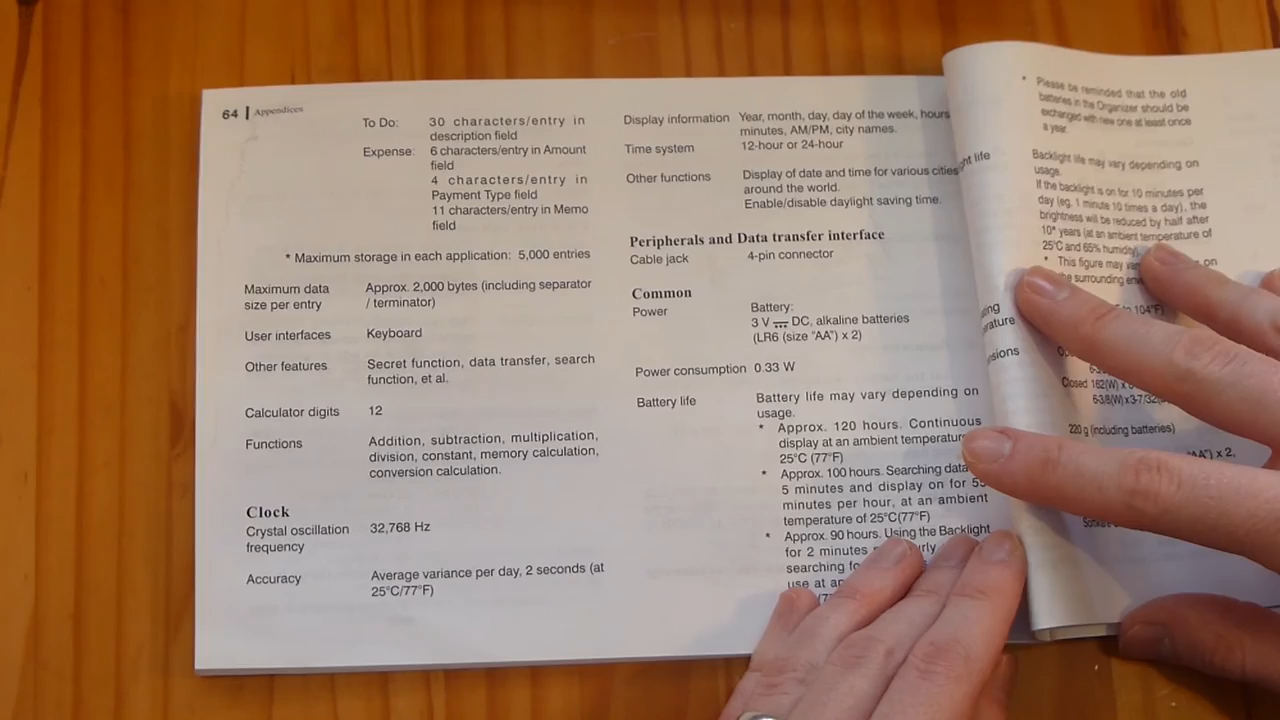 64 | Appendices
To Do: 30 characters/entry in
description field
Expense: 6 characters/entry in Amount
field
4 characters/entry in
Payment Type field
11 characters/entry in Memo
field
* Maximum storage in each application: 5,000 entries
Maximum data Approx. 2,000 bytes (including separator
size per entry / terminator)
User interfaces Keyboard
Other features Secret function, data transfer, search
function, et al.
Calculator digits 12
Functions Addition, subtraction, multiplication,
division, constant, memory calculation,
conversion calculation.
Clock
Crystal oscillation 32,768 Hz
frequency
Accuracy Average variance per day, 2 seconds (at
25°C/77°F)
Display information Year, month, day, day of the week, hours
minutes, AM/PM, city names.
Time system 12-hour or 24-hour
Other functions Display of date and time for various cities
around the world.
Enable/disable daylight saving time.
Peripherals and Data transfer interface
Cable jack 4-pin connector
Common
Power Battery:
3 V DC, alkaline batteries
(LR6 (size "AA") x 2)
Power consumption 0.33 W
Battery life Battery life may vary depending on
usage.
* Approx. 120 hours. Continuous
display at an ambient temperature
25°C (77°F)
* Approx. 100 hours. Searching data
5 minutes and display on for 55
minutes per hour, at an ambient
temperature of 25°C(77°F)
* Approx. 90 hours. Using the Backlight
for 2 minutes
searching
use at
life
* Please be reminded that the old
batteries in the Organizer should be
exchanged with new one at least once
a year.
Backlight life may vary depending on
usage.
If the backlight is on for 10 minutes per
day (eg. 1 minute 10 times a day), the
brightness will be reduced by half after
10* years (at an ambient temperature of
25°C and 65% humidity).
* This figure may on
the surrounding
104°F)
Closed 162(W) x
220 g (including batteries)
"AA") x 2,